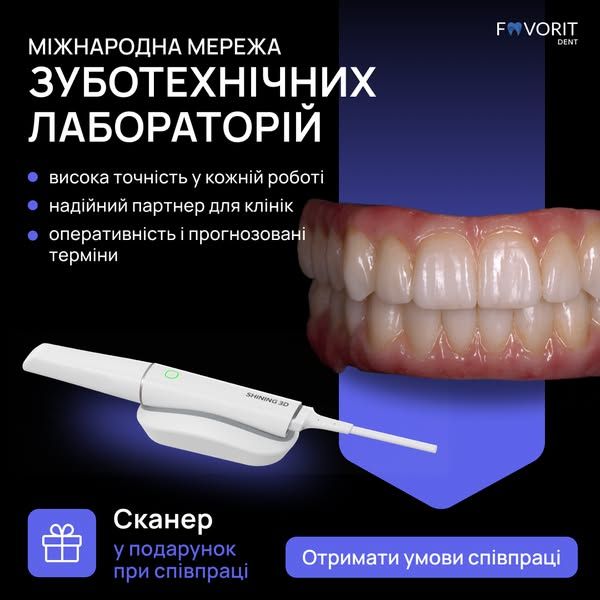 FAVORIT
DENT
МІЖНАРОДНА МЕРЕЖА
ЗУБОТЕХНІЧНИХ
ЛАБОРАТОРІЙ
висока точність у кожній роботі
надійний партнер для клінік
оперативність і прогнозовані
терміни
SHINING 3D
Сканер
у подарунок
при співпраці
Отримати умови співпраці